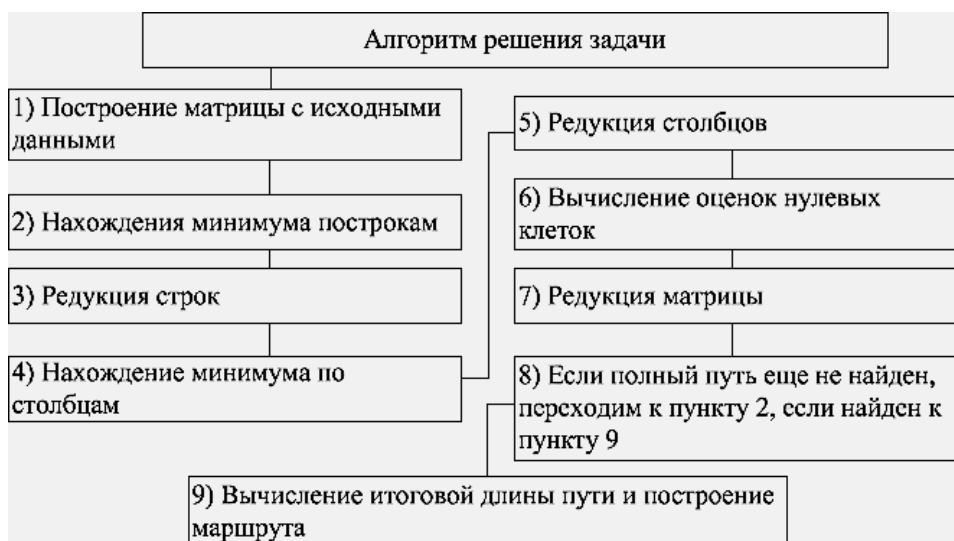 Алгоритм решения задачи
1) Построение матрицы с исходными
данными
2) Нахождения минимума построкам
3) Редукция строк
4) Нахождение минимума по
столбцам
5) Редукция столбцов
6) Вычисление оценок нулевых
клеток
7) Редукция матрицы
8) Если полный путь еще не найден,
переходим к пункту 2, если найден к
пункту 9
9) Вычисление итоговой длины пути и построение
маршрута